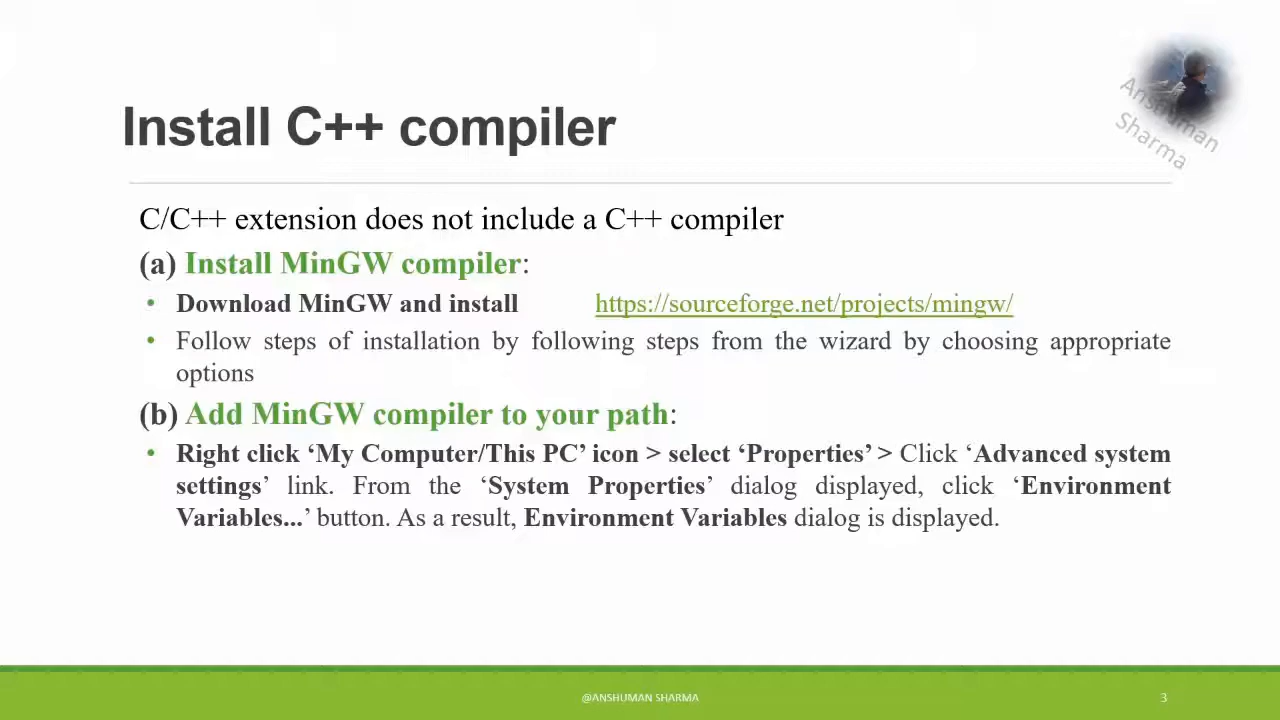 Anshuman
Sharma
Install C++ compiler
C/C++ extension does not include a C++ compiler
(a) Install MinGW compiler:
• Download MinGW and install https://sourceforge.net/projects/mingw/
• Follow steps of installation by following steps from the wizard by choosing appropriate
options
(b) Add MinGW compiler to your path:
• Right click ‘My Computer/This PC’ icon > select ‘Properties’ > Click ‘Advanced system
settings’ link. From the ‘System Properties’ dialog displayed, click ‘Environment
Variables...’ button. As a result, Environment Variables dialog is displayed.
@ANSHUMAN SHARMA
3